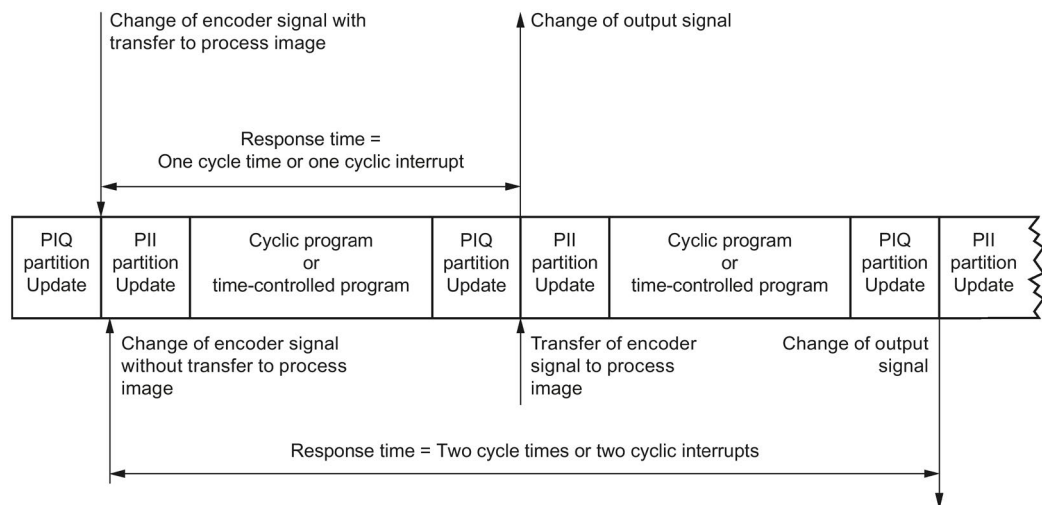 Change of encoder signal with
transfer to process image
Change of output signal
Response time =
One cycle time or one cyclic interrupt
PIQ
partition
Update
PII
partition
Update
Cyclic program
or
time-controlled program
PIQ
partition
Update
PII
partition
Update
Cyclic program
or
time-controlled program
PIQ
partition
Update
PII
partition
Update
Change of encoder signal
without transfer to process
image
Transfer of encoder
signal to process
image
Change of output
signal
Response time = Two cycle times or two cyclic interrupts